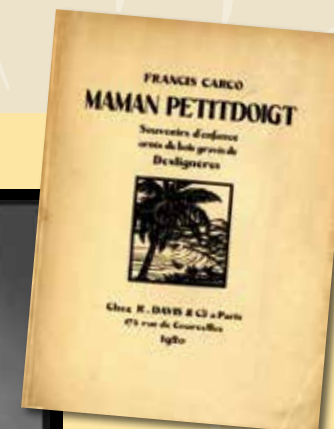 FRANCIS CARCO
MAMAN PETITDOIGT
Souvenirs d'enfance
ornés de bois gravés de
Deslignères
Chez R. DAVIS & Cie à Paris
rue de Courcelles
1920